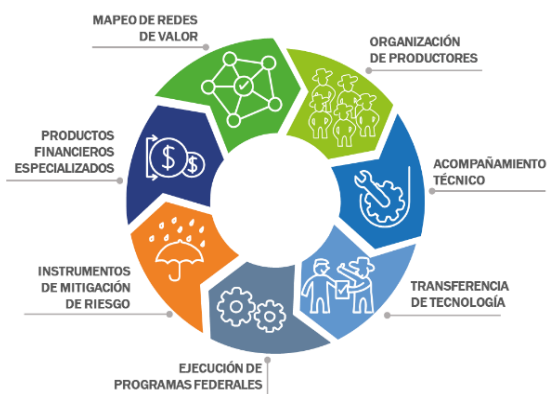 MAPEO DE REDES
DE VALOR
ORGANIZACIÓN
DE PRODUCTORES
ACOMPAÑAMIENTO
TÉCNICO
TRANSFERENCIA
DE TECNOLOGÍA
EJECUCIÓN DE
PROGRAMAS FEDERALES
INSTRUMENTOS
DE MITIGACIÓN
DE RIESGO
PRODUCTOS
FINANCIEROS
ESPECIALIZADOS
$
$